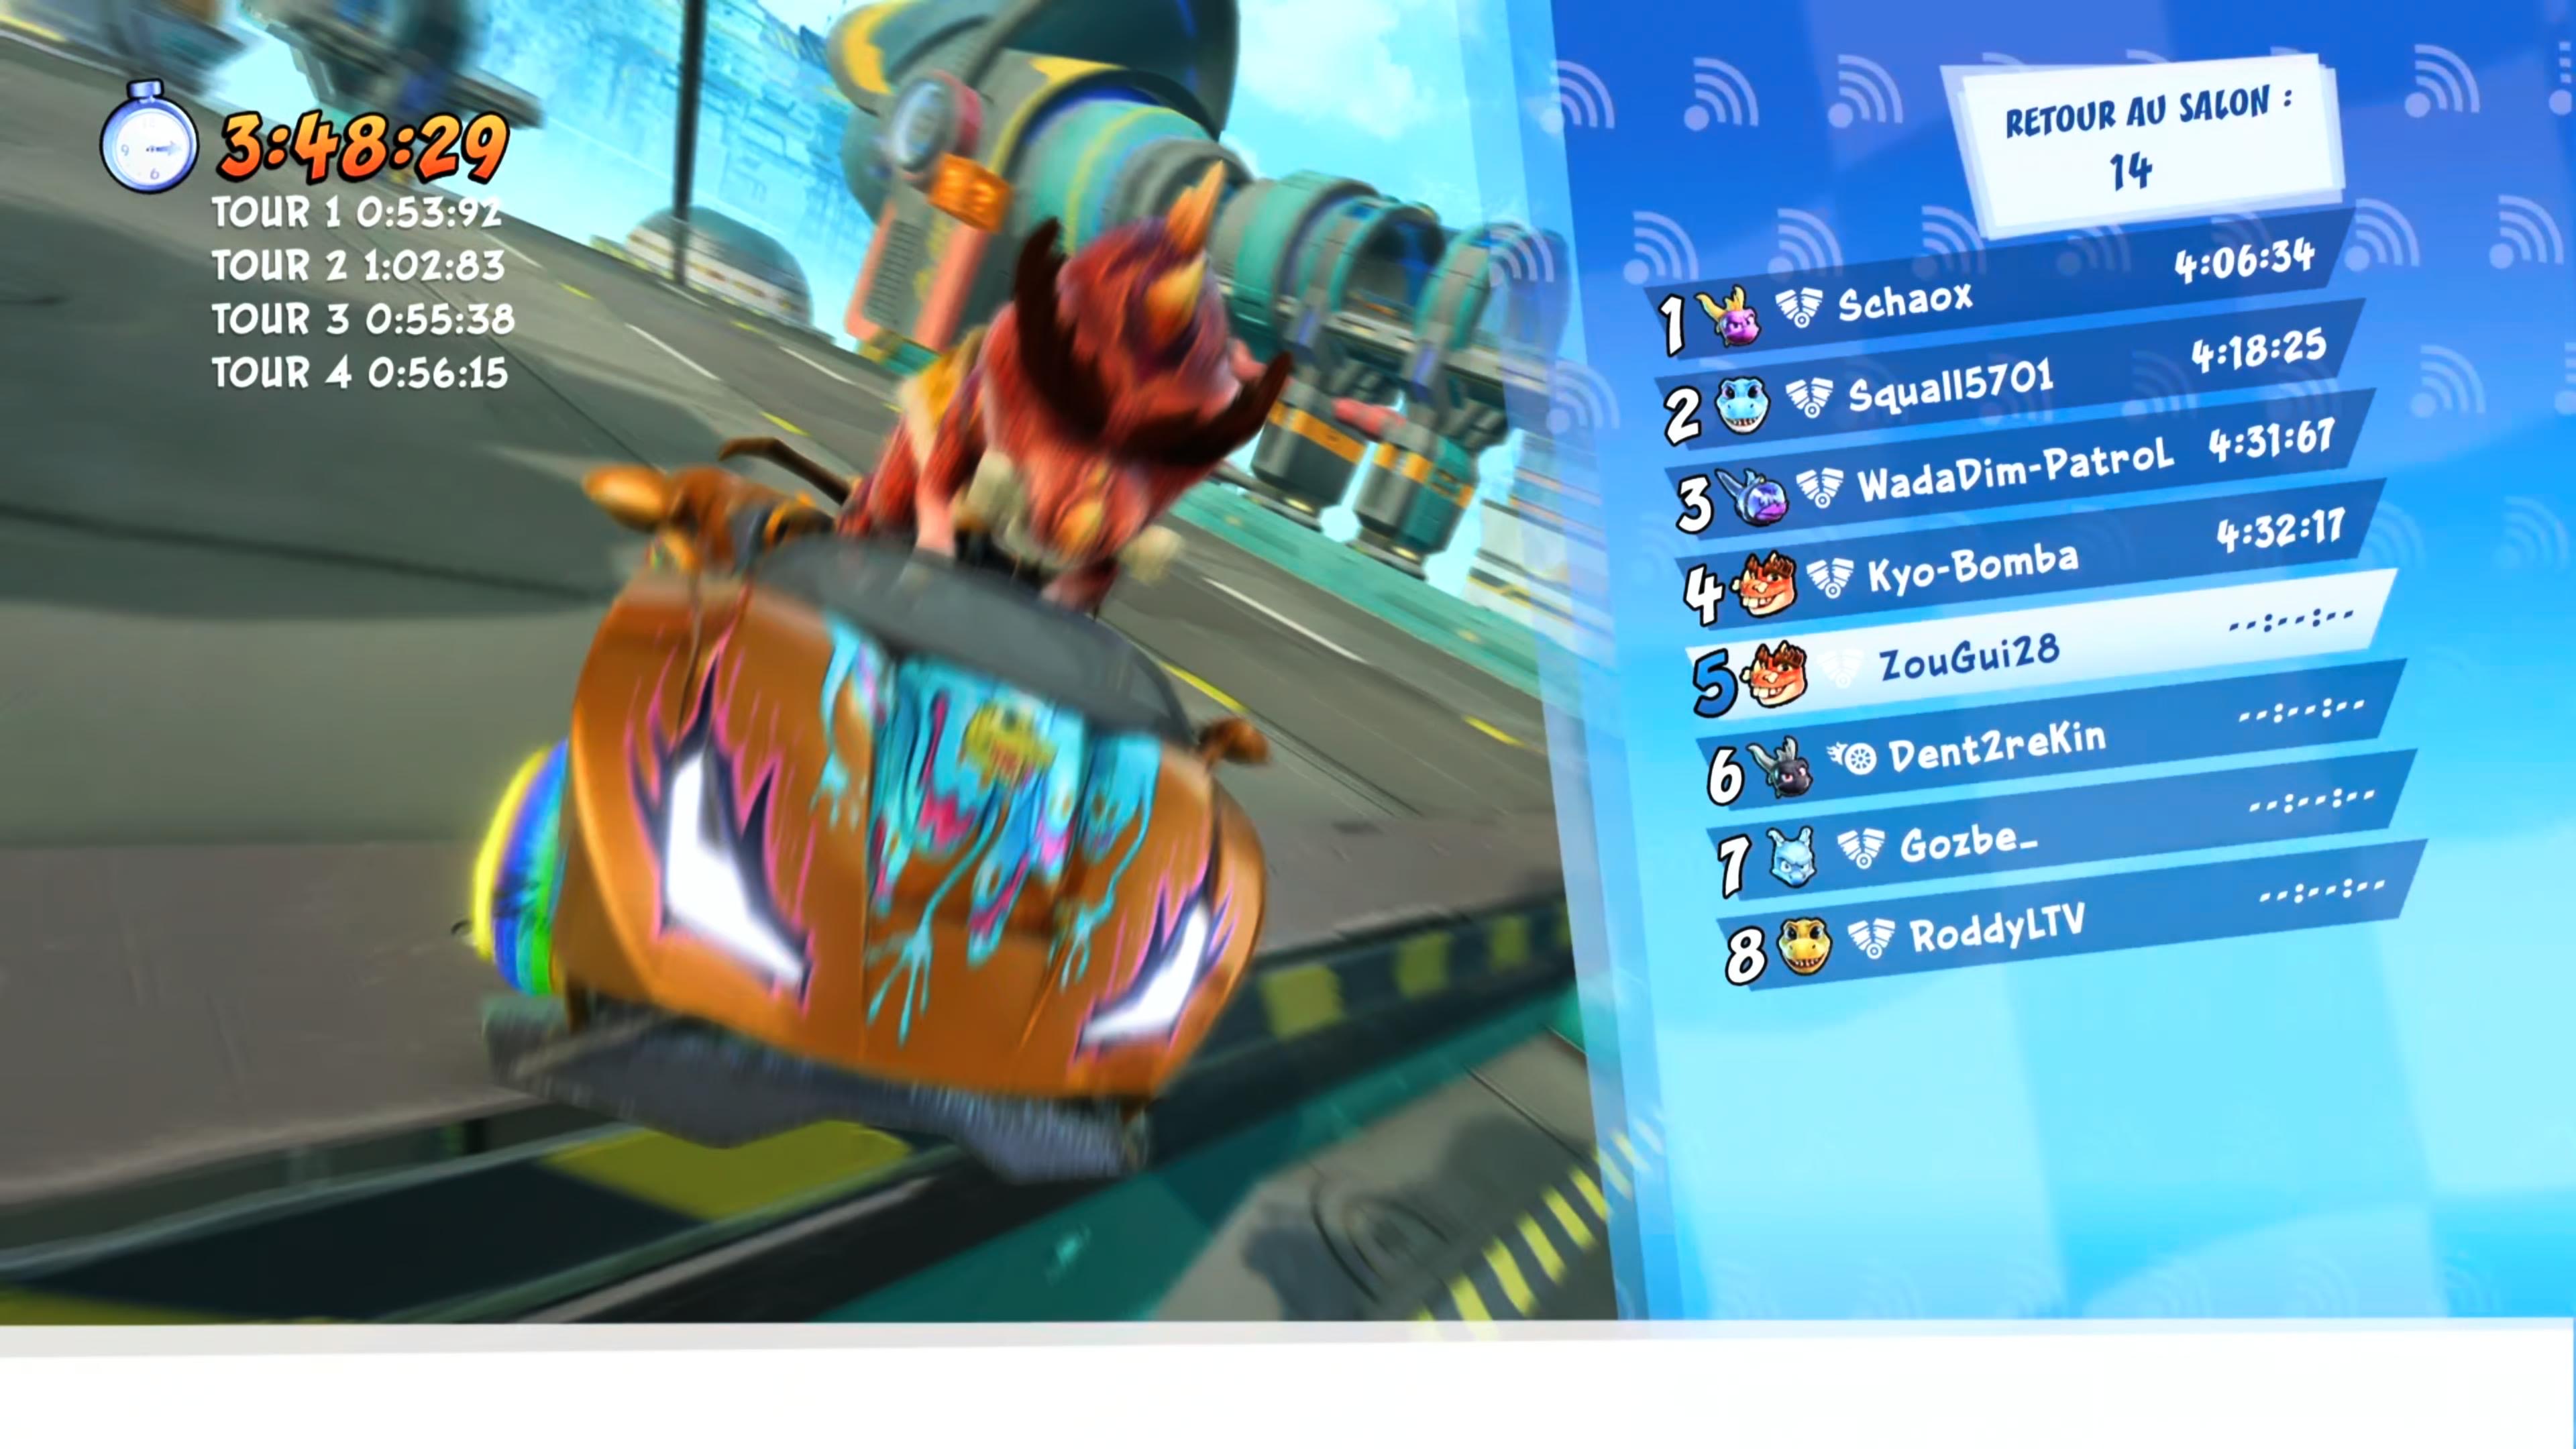 3:48:29
TOUR 1 0:53:92
TOUR 2 1:02:83
TOUR 3 0:55:38
TOUR 4 0:56:15
RETOUR AU SALON :
14
1 Schaox 4:06:34
2 Squall5701 4:18:25
3 WadaDim-PatroL 4:31:67
4 Kyo-Bomba 4:32:17
5 ZouGui28 --:--:--
6 Dent2reKin --:--:--
7 Gozbe_ --:--:--
8 RoddyLTV --:--:--